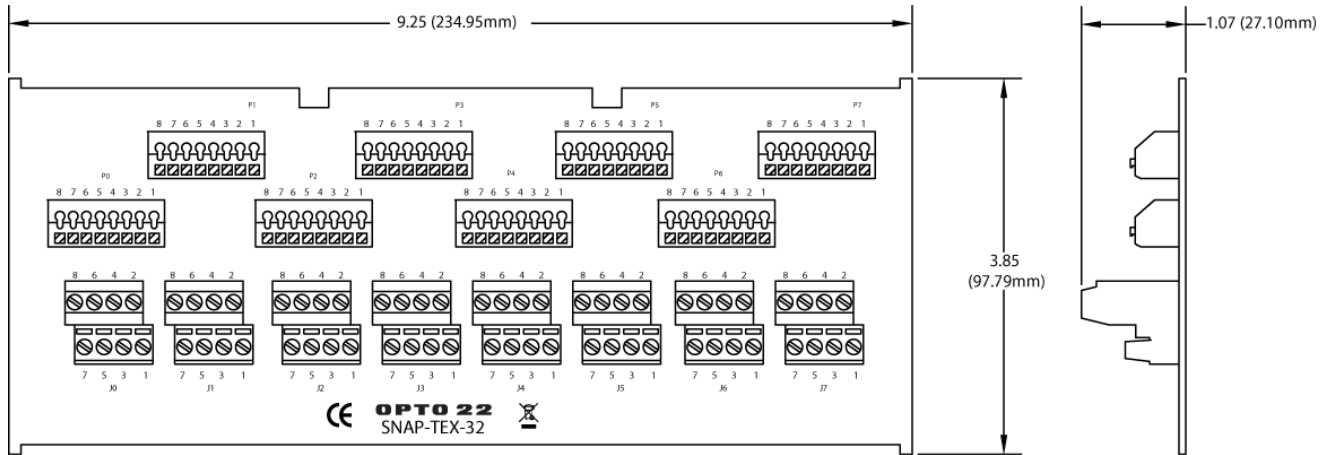 9.25 (234.95mm)
1.07 (27.10mm)
P1 P3 P5 P7
8 7 6 5 4 3 2 1 8 7 6 5 4 3 2 1 8 7 6 5 4 3 2 1 8 7 6 5 4 3 2 1
P0 P2 P4 P6
8 7 6 5 4 3 2 1 8 7 6 5 4 3 2 1 8 7 6 5 4 3 2 1 8 7 6 5 4 3 2 1
3.85
(97.79mm)
8 6 4 2 8 6 4 2 8 6 4 2 8 6 4 2 8 6 4 2 8 6 4 2 8 6 4 2 8 6 4 2
7 5 3 1 7 5 3 1 7 5 3 1 7 5 3 1 7 5 3 1 7 5 3 1 7 5 3 1 7 5 3 1
J0 J1 J2 J3 J4 J5 J6 J7
CE OPTO 22
SNAP-TEX-32